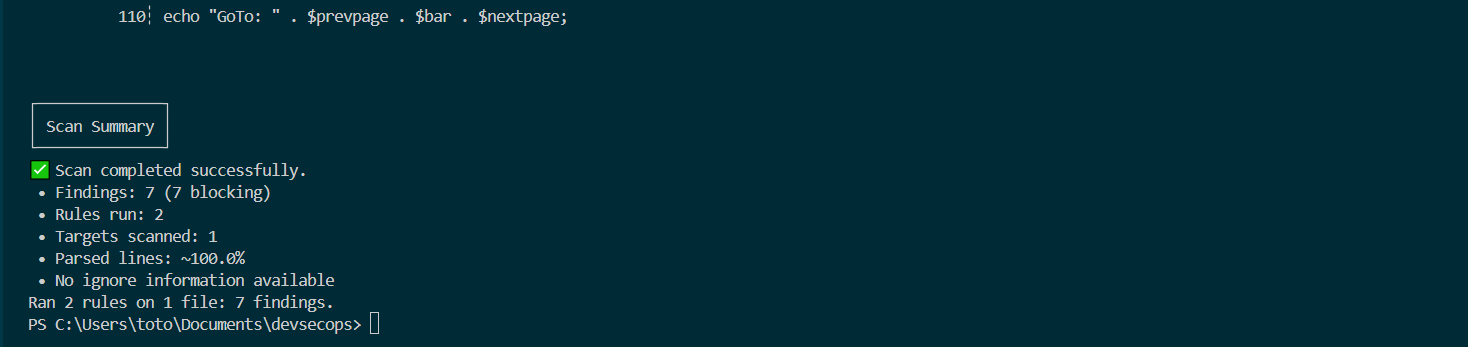 110┆ echo "GoTo: " . $prevpage . $bar . $nextpage;
Scan Summary
✅ Scan completed successfully.
• Findings: 7 (7 blocking)
• Rules run: 2
• Targets scanned: 1
• Parsed lines: ~100.0%
• No ignore information available
Ran 2 rules on 1 file: 7 findings.
PS C:\Users\toto\Documents\devsecops>